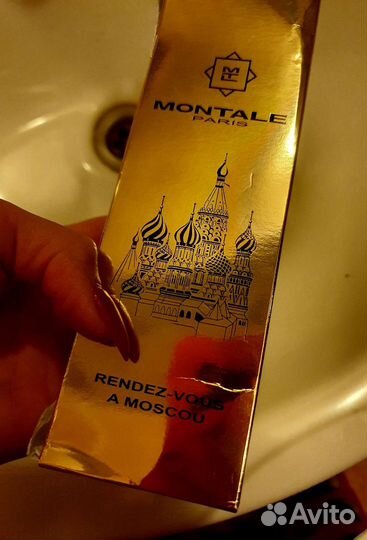 MONTALE
PARIS
RENDEZ-VOUS
A MOSCOU
Avito